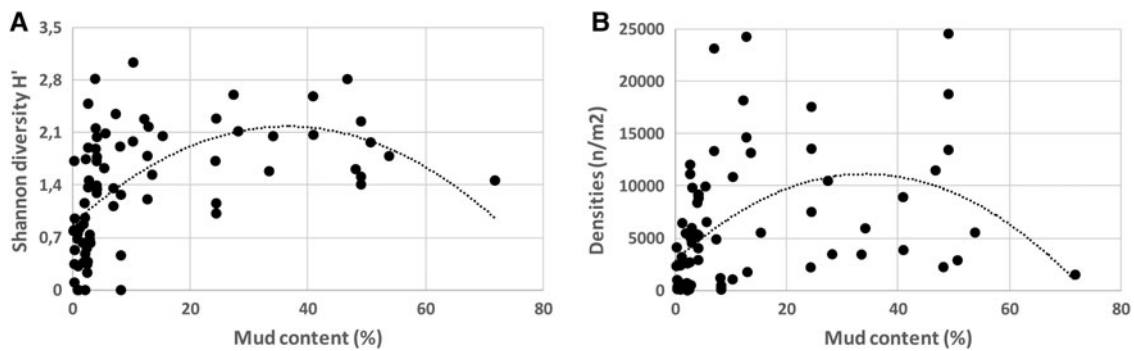 A
Shannon diversity H'
3,5
2,8
2,1
1,4
0,7
0
0 20 40 60 80
Mud content (%)
B
Densities (n/m2)
25000
20000
15000
10000
5000
0
0 20 40 60 80
Mud content (%)